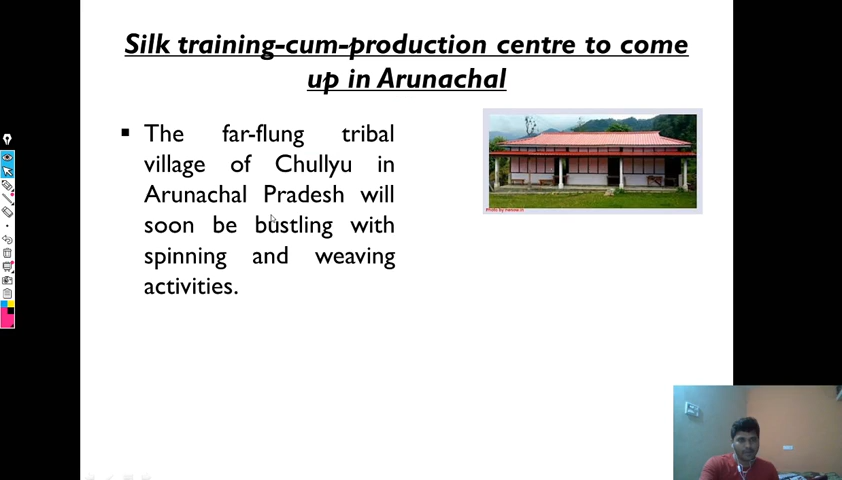 Silk training-cum-production centre to come
up in Arunachal
The far-flung tribal
village of Chullyu in
Arunachal Pradesh will
soon be bustling with
spinning and weaving
activities.